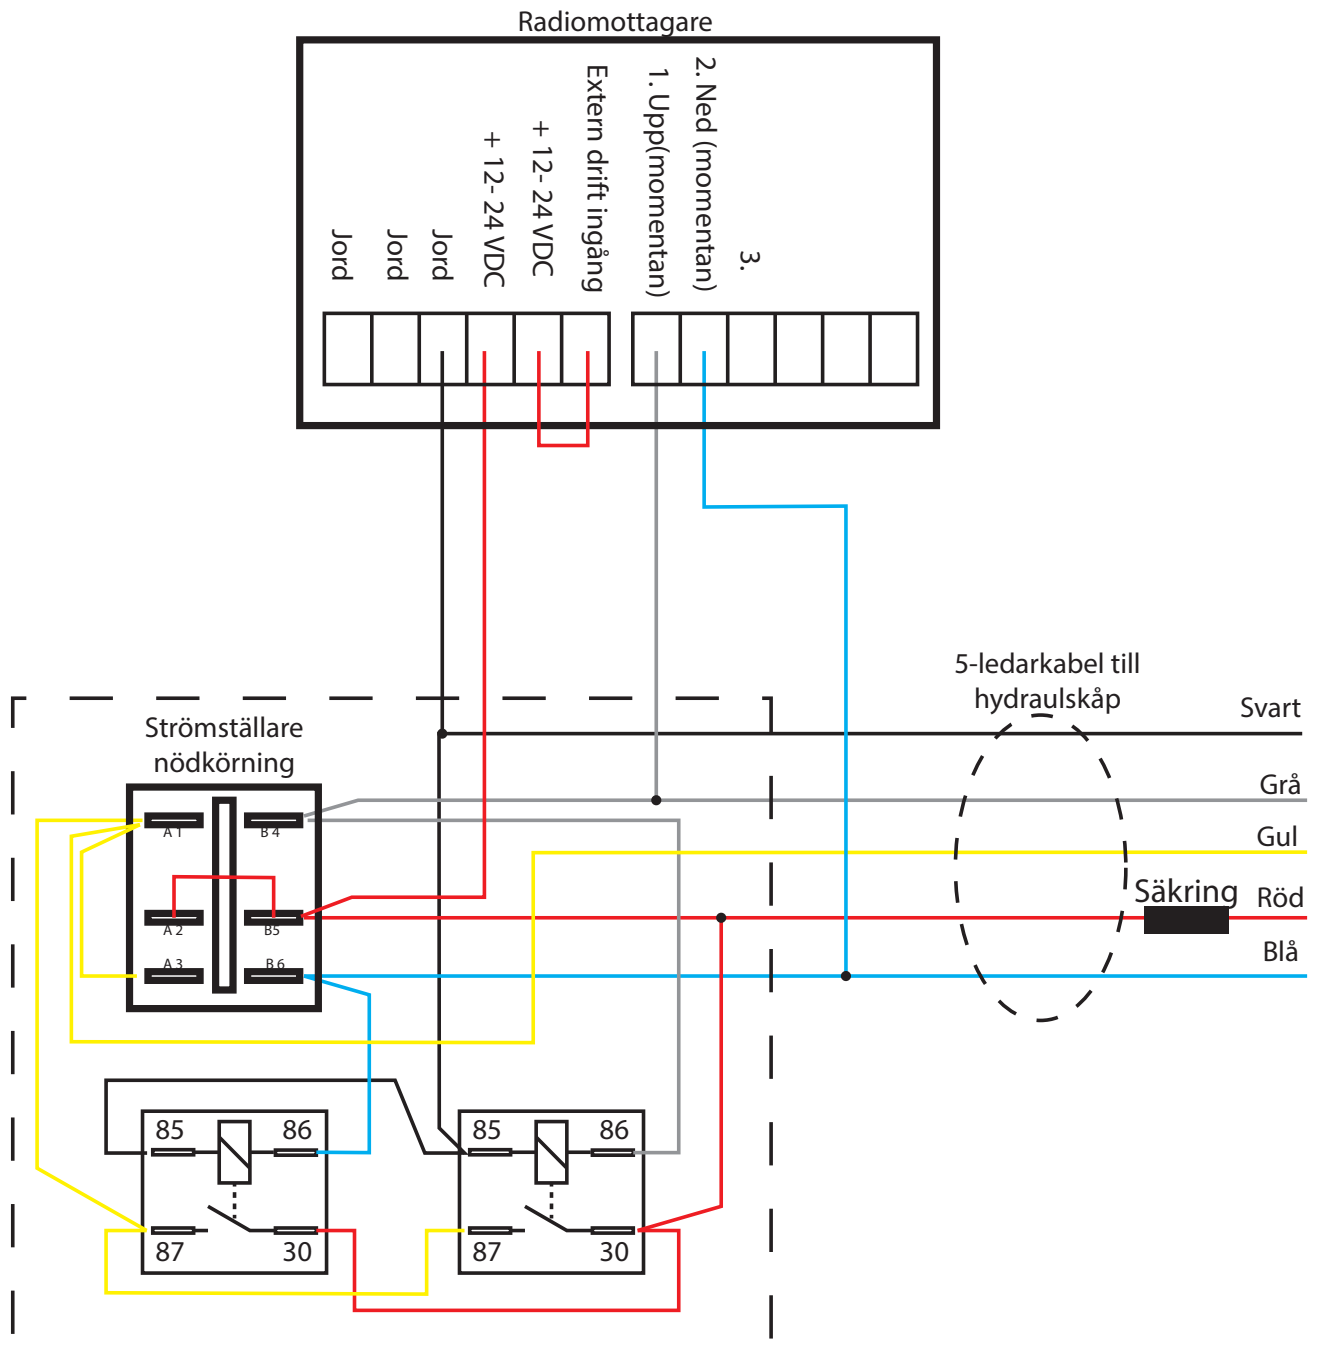 Radiomottagare
Jord
Jord
Jord
+ 12- 24 VDC
+ 12- 24 VDC
Extern drift ingång
1. Upp(momentan)
2. Ned (momentan)
3.
5-ledarkabel till
hydraulskåp
Svart
Grå
Gul
Säkring
Röd
Blå
Strömställare
nödkörning
A 1
B 4
A 2
B5
A 3
B 6
85
86
87
30
85
86
87
30